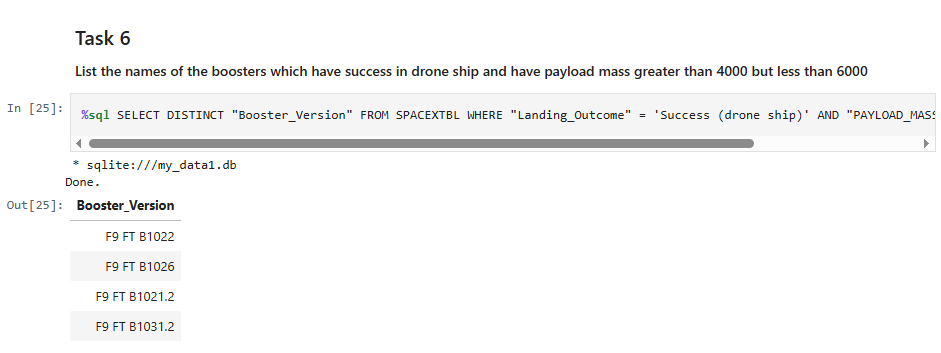 Task 6
List the names of the boosters which have success in drone ship and have payload mass greater than 4000 but less than 6000
In [25]: %sql SELECT DISTINCT "Booster_Version" FROM SPACEXTBL WHERE "Landing_Outcome" = 'Success (drone ship)' AND "PAYLOAD_MASS
* sqlite:///my_data1.db
Done.
Out[25]: Booster_Version
F9 FT B1022
F9 FT B1026
F9 FT B1021.2
F9 FT B1031.2